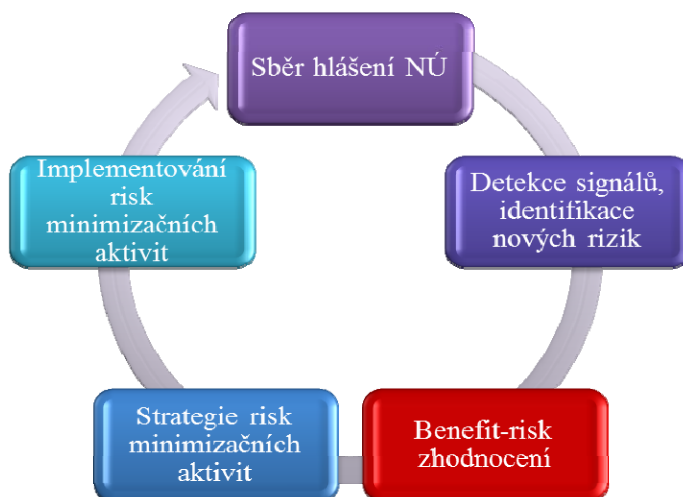 Sběr hlášení NÚ
Detekce signálů,
identifikace
nových rizik
Benefit-risk
zhodnocení
Strategie risk
minimizačních
aktivit
Implementování
risk
minimizačních
aktivit